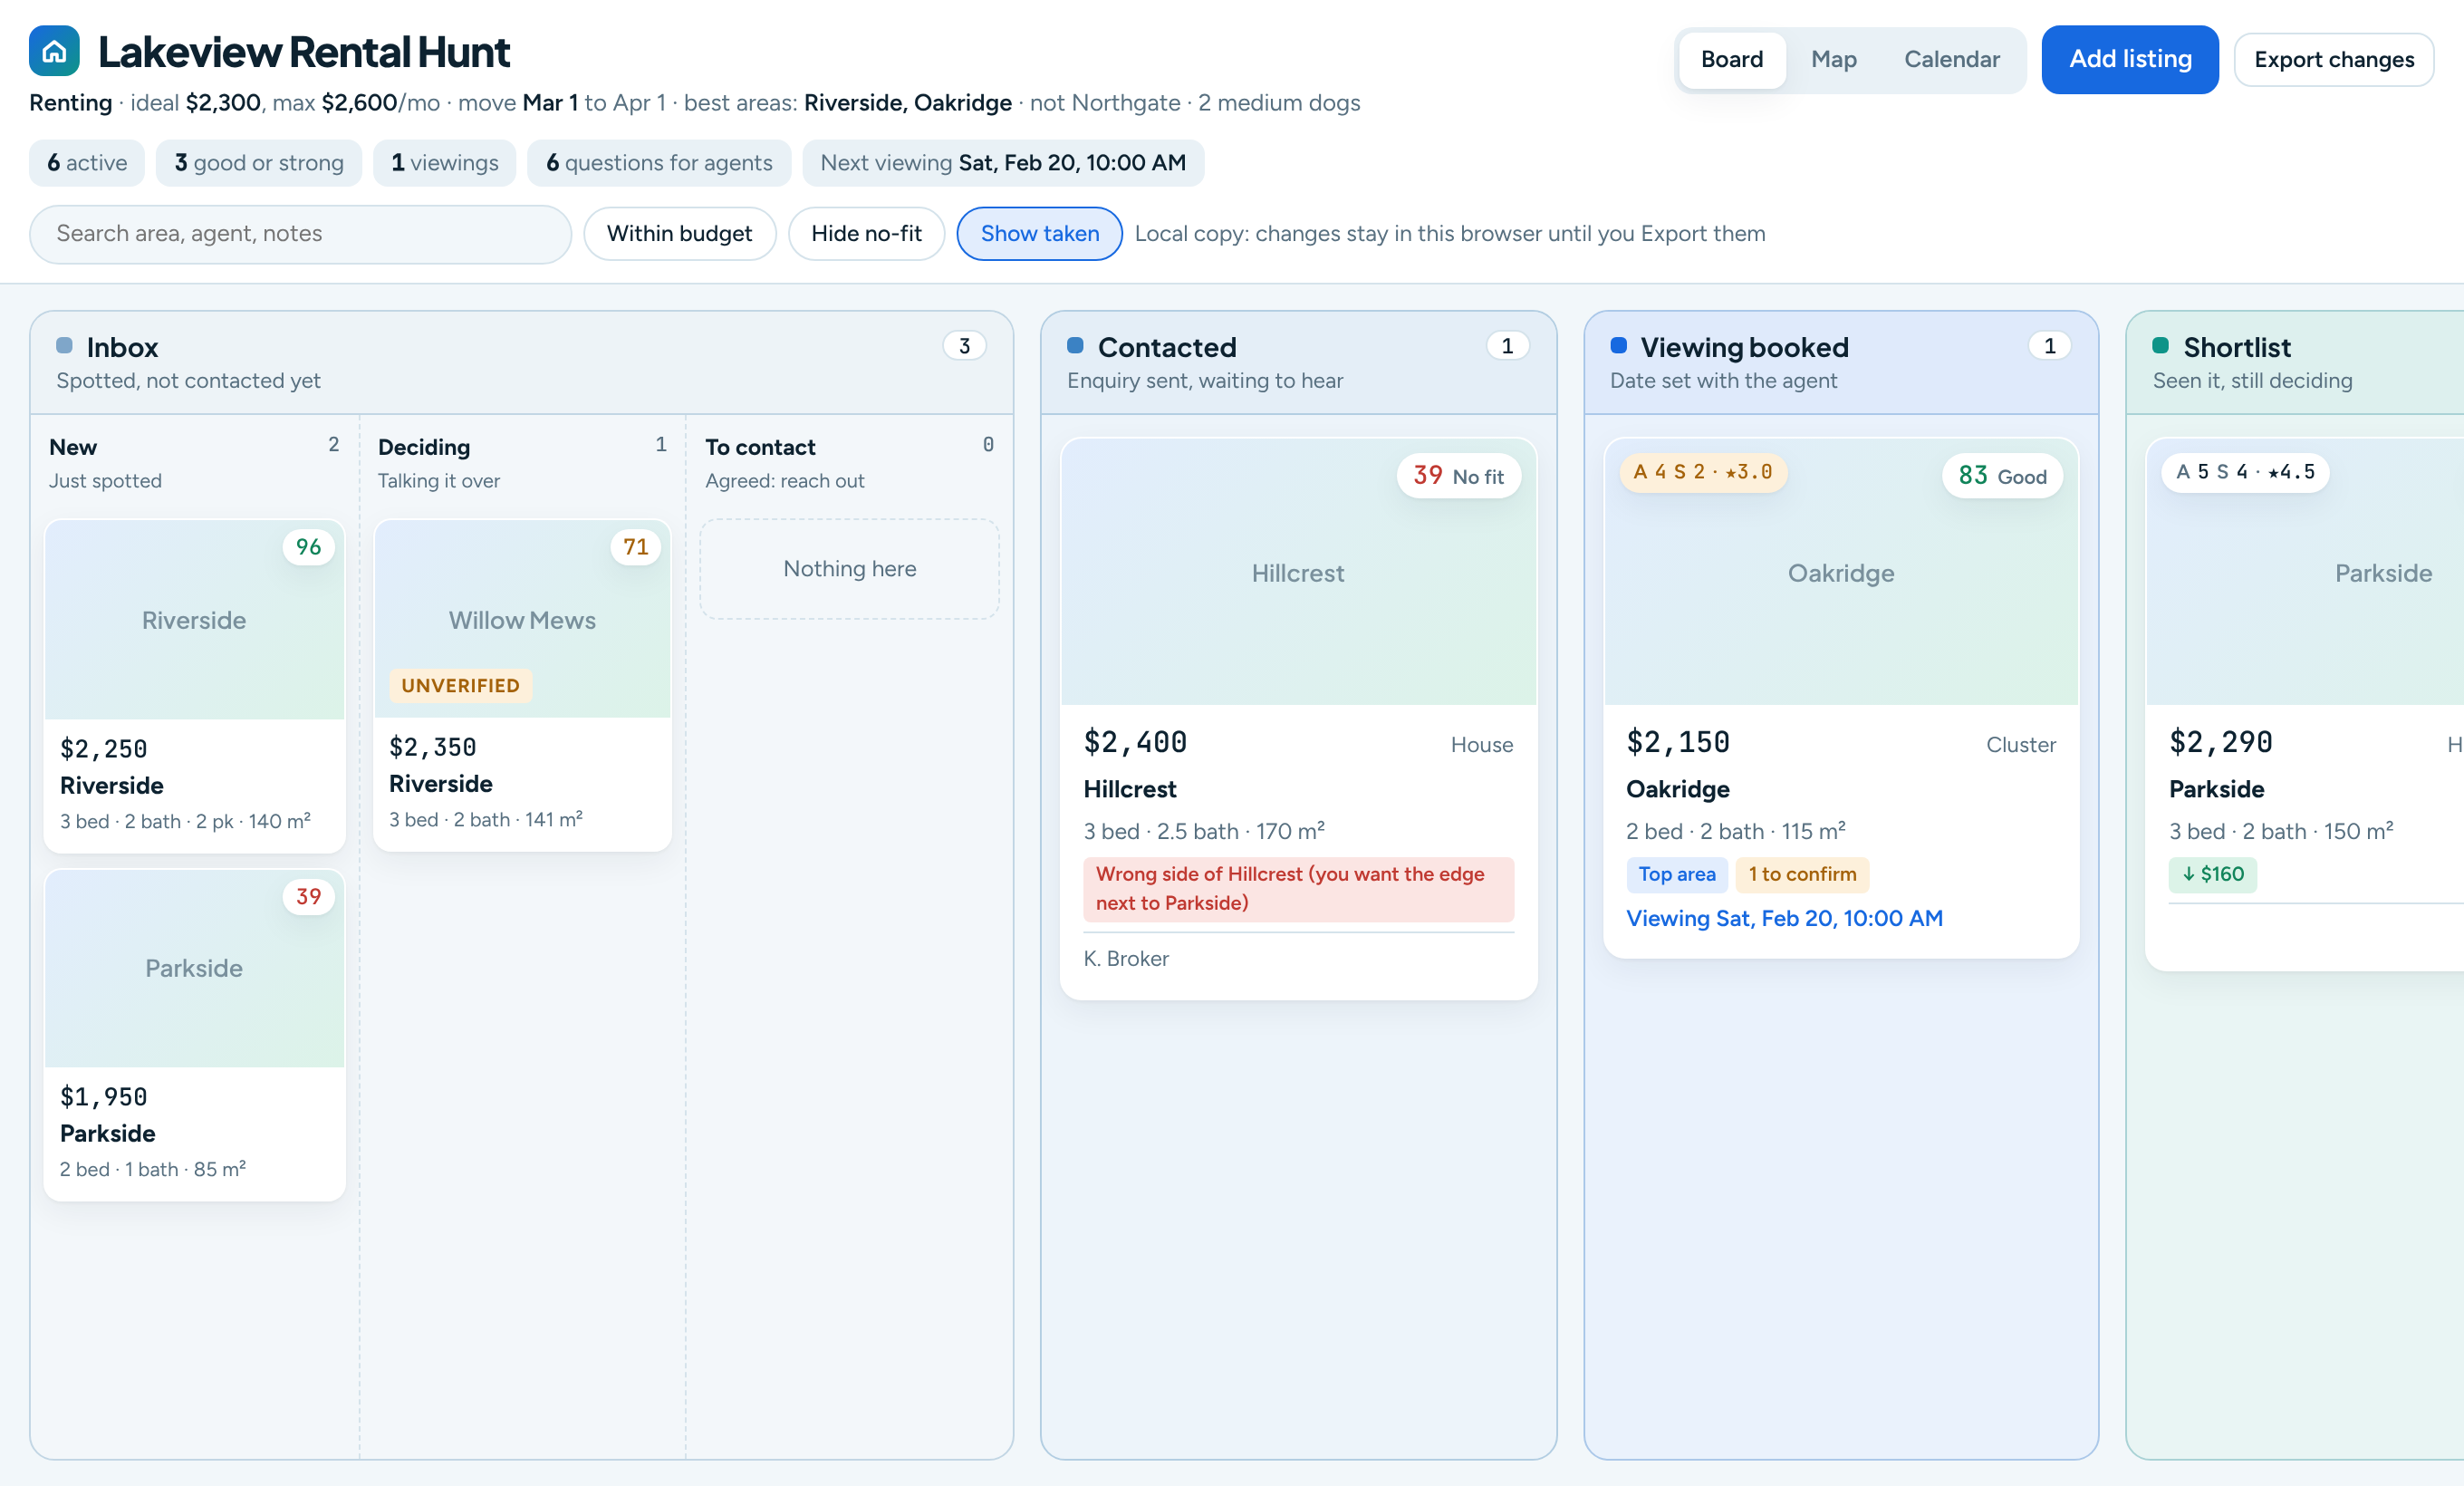 Lakeview Rental Hunt
Board
Map
Calendar
Add listing
Export changes
Renting · ideal $2,300, max $2,600/mo · move Mar 1 to Apr 1 · best areas: Riverside, Oakridge · not Northgate · 2 medium dogs
6 active
3 good or strong
1 viewings
6 questions for agents
Next viewing Sat, Feb 20, 10:00 AM
Search area, agent, notes
Within budget
Hide no-fit
Show taken
Local copy: changes stay in this browser until you Export them
Inbox
3
Spotted, not contacted yet
New
2
Just spotted
96
Riverside
$2,250
Riverside
3 bed · 2 bath · 2 pk · 140 m²
39
Parkside
$1,950
Parkside
2 bed · 1 bath · 85 m²
Deciding
1
Talking it over
71
Willow Mews
UNVERIFIED
$2,350
Riverside
3 bed · 2 bath · 141 m²
To contact
0
Agreed: reach out
Nothing here
Contacted
1
Enquiry sent, waiting to hear
39 No fit
Hillcrest
$2,400
House
Hillcrest
3 bed · 2.5 bath · 170 m²
Wrong side of Hillcrest (you want the edge
next to Parkside)
K. Broker
Viewing booked
1
Date set with the agent
A 4 S 2 · ★3.0
83 Good
Oakridge
$2,150
Cluster
Oakridge
2 bed · 2 bath · 115 m²
Top area
1 to confirm
Viewing Sat, Feb 20, 10:00 AM
Shortlist
Seen it, still deciding
A 5 S 4 · ★4.5
Parkside
$2,290
Parkside
3 bed · 2 bath · 150 m²
↓ $160